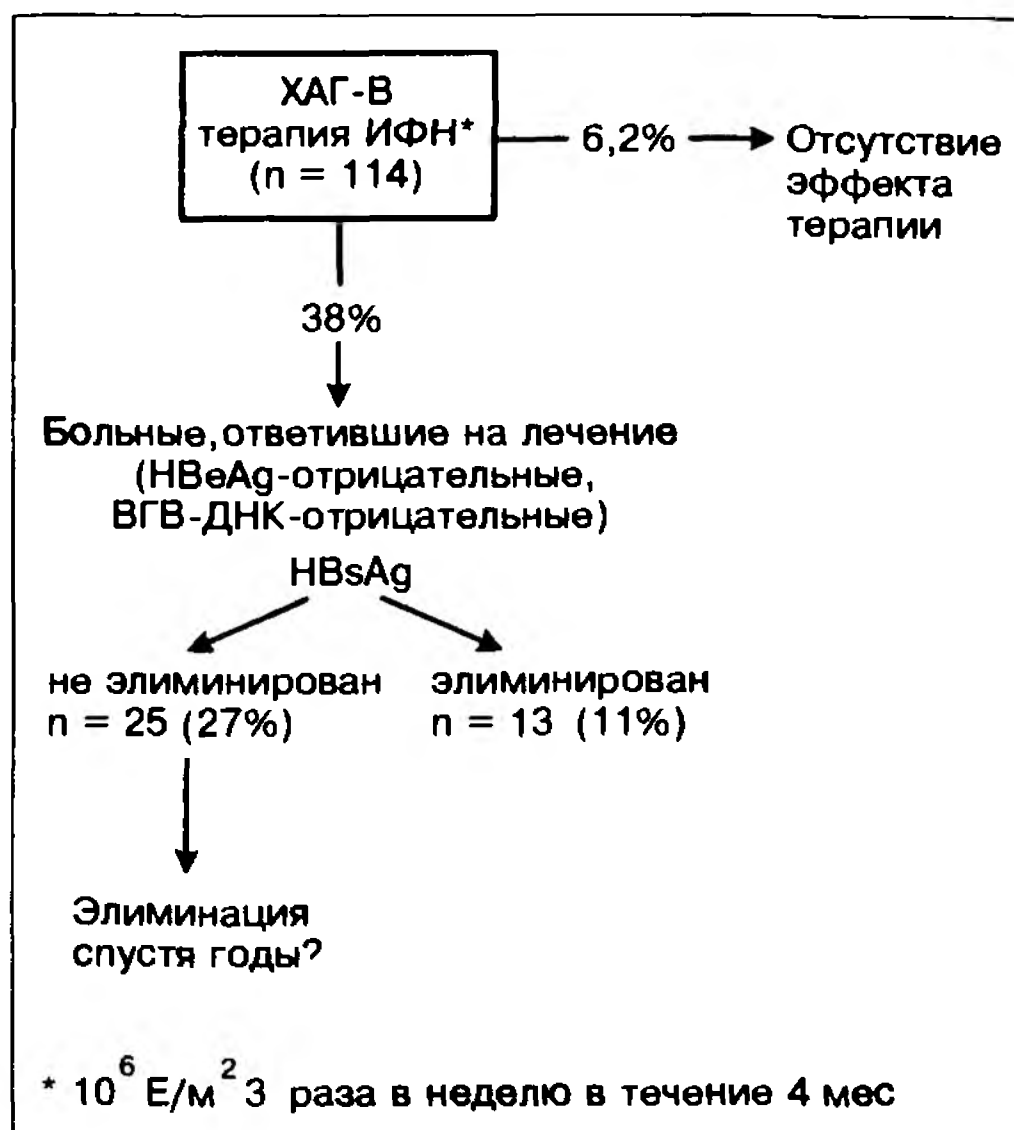 ХАГ-В
терапия ИФН*
(n = 114)
6,2%
Отсутствие
эффекта
терапии
38%
Больные, ответившие на лечение
(HBeAg-отрицательные,
ВГВ-ДНК-отрицательные)
HBsAg
не элиминирован
n = 25 (27%)
элиминирован
n = 13 (11%)
Элиминация
спустя годы?
* 10⁶ Е/м² 3 раза в неделю в течение 4 мес